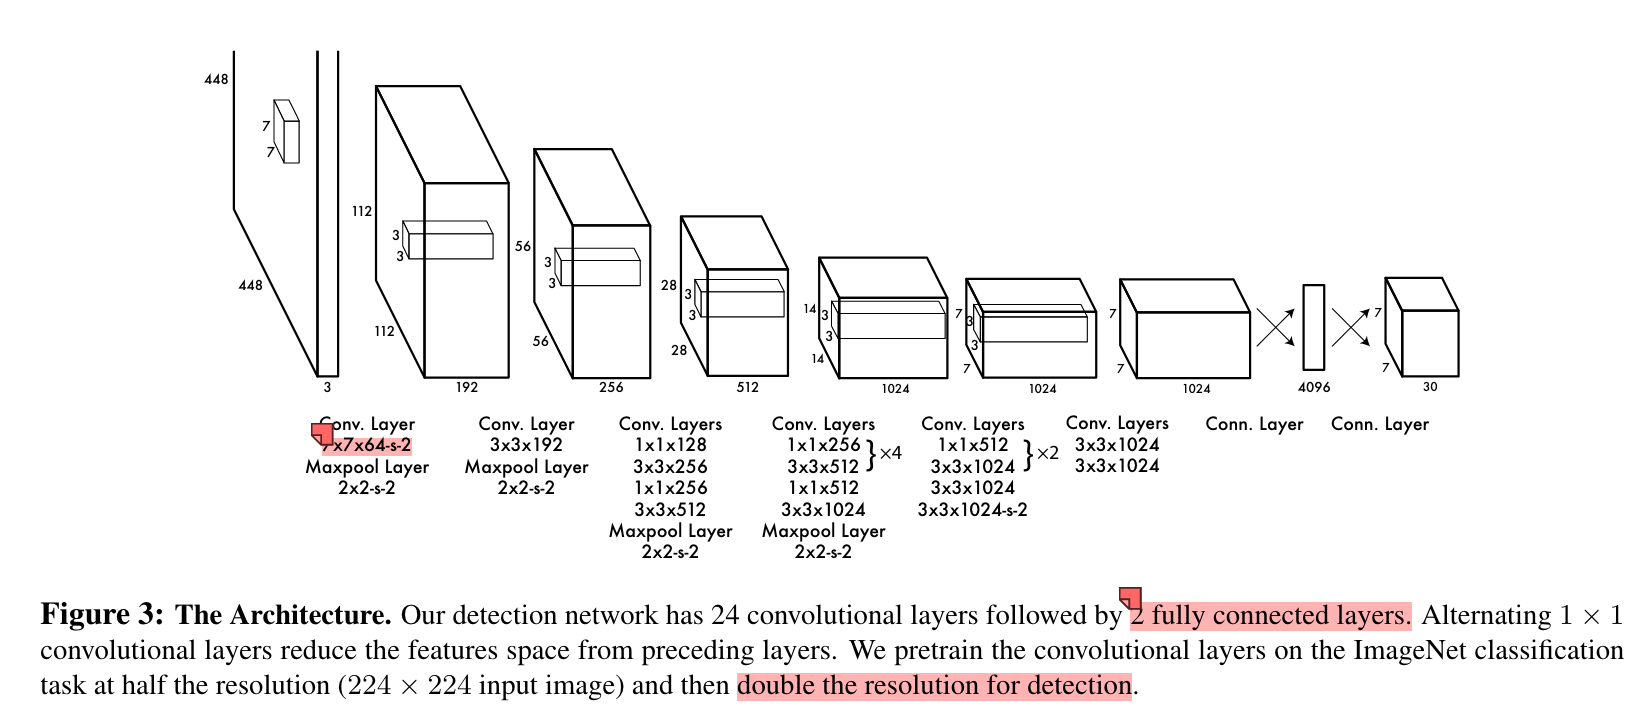 448
7
7
448
3
112
3
3
112
192
56
3
3
56
256
28
3
3
28
512
14
3
3
14
1024
7
3
3
7
1024
7
7
1024
4096
7
7
30
Conv. Layer
7x7x64-s-2
Maxpool Layer
2x2-s-2
Conv. Layer
3x3x192
Maxpool Layer
2x2-s-2
Conv. Layers
1x1x128
3x3x256
1x1x256
3x3x512
Maxpool Layer
2x2-s-2
Conv. Layers
1x1x256
3x3x512 } ×4
1x1x512
3x3x1024
Maxpool Layer
2x2-s-2
Conv. Layers
1x1x512
3x3x1024 } ×2
3x3x1024
3x3x1024-s-2
Conv. Layers
3x3x1024
3x3x1024
Conn. Layer
Conn. Layer
Figure 3: The Architecture. Our detection network has 24 convolutional layers followed by 2 fully connected layers. Alternating 1 × 1
convolutional layers reduce the features space from preceding layers. We pretrain the convolutional layers on the ImageNet classification
task at half the resolution (224 × 224 input image) and then double the resolution for detection.